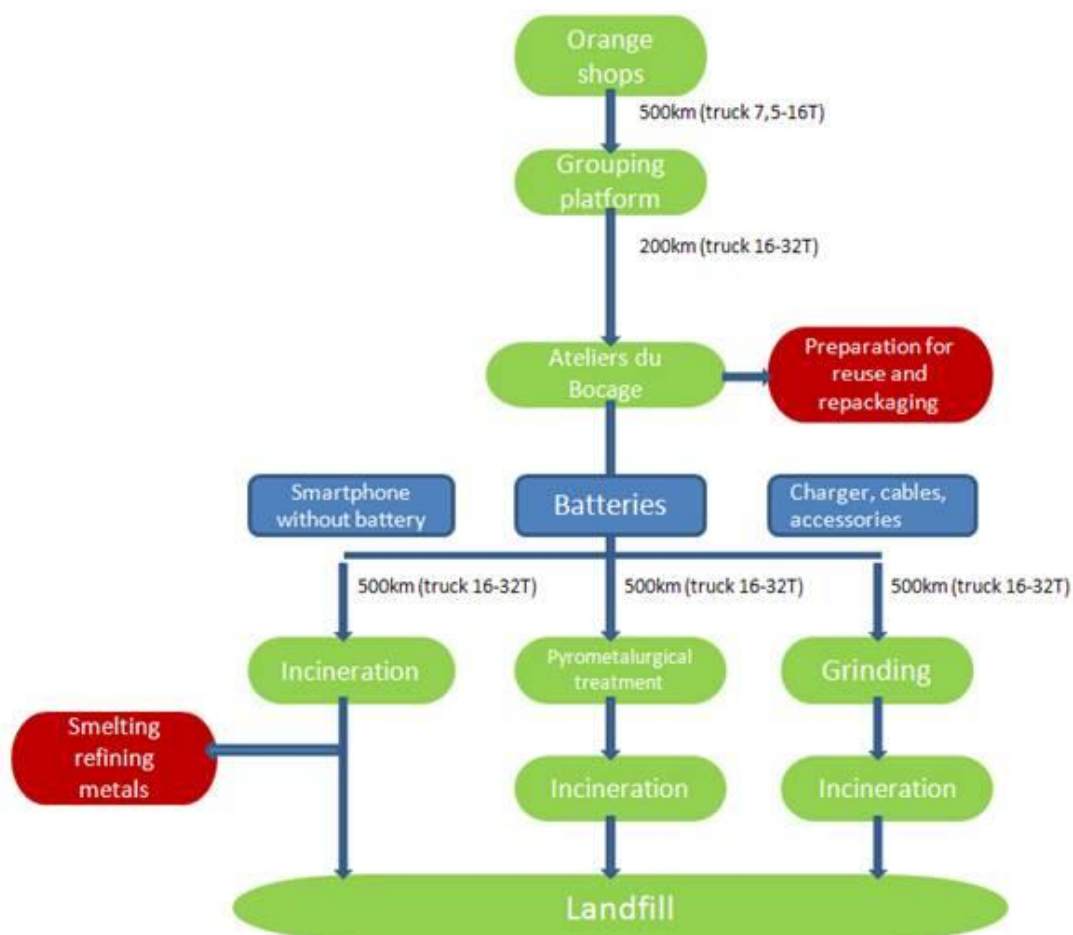 Orange
shops
500km (truck 7,5-16T)
Grouping
platform
200km (truck 16-32T)
Ateliers du
Bocage
Preparation for
reuse and
repackaging
Smartphone
without battery
Batteries
Charger, cables,
accessories
500km (truck 16-32T)
500km (truck 16-32T)
500km (truck 16-32T)
Incineration
Pyrometalurgical
treatment
Grinding
Smelting
refining
metals
Incineration
Incineration
Landfill